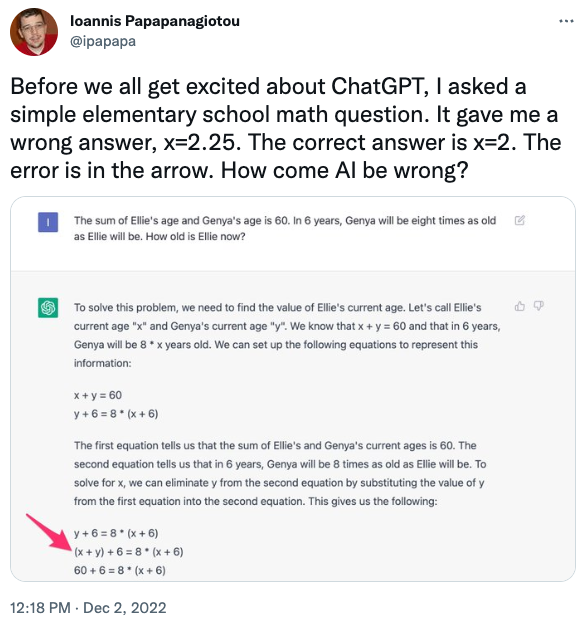 Ioannis Papapanagiotou
@ipapapa
Before we all get excited about ChatGPT, I asked a
simple elementary school math question. It gave me a
wrong answer, x=2.25. The correct answer is x=2. The
error is in the arrow. How come AI be wrong?
I
The sum of Ellie's age and Genya's age is 60. In 6 years, Genya will be eight times as old
as Ellie will be. How old is Ellie now?
To solve this problem, we need to find the value of Ellie's current age. Let's call Ellie's
current age "x" and Genya's current age "y". We know that x + y = 60 and that in 6 years,
Genya will be 8 * x years old. We can set up the following equations to represent this
information:
x + y = 60
y + 6 = 8 * (x + 6)
The first equation tells us that the sum of Ellie's and Genya's current ages is 60. The
second equation tells us that in 6 years, Genya will be 8 times as old as Ellie will be. To
solve for x, we can eliminate y from the second equation by substituting the value of y
from the first equation into the second equation. This gives us the following:
y + 6 = 8 * (x + 6)
(x + y) + 6 = 8 * (x + 6)
60 + 6 = 8 * (x + 6)
12:18 PM · Dec 2, 2022